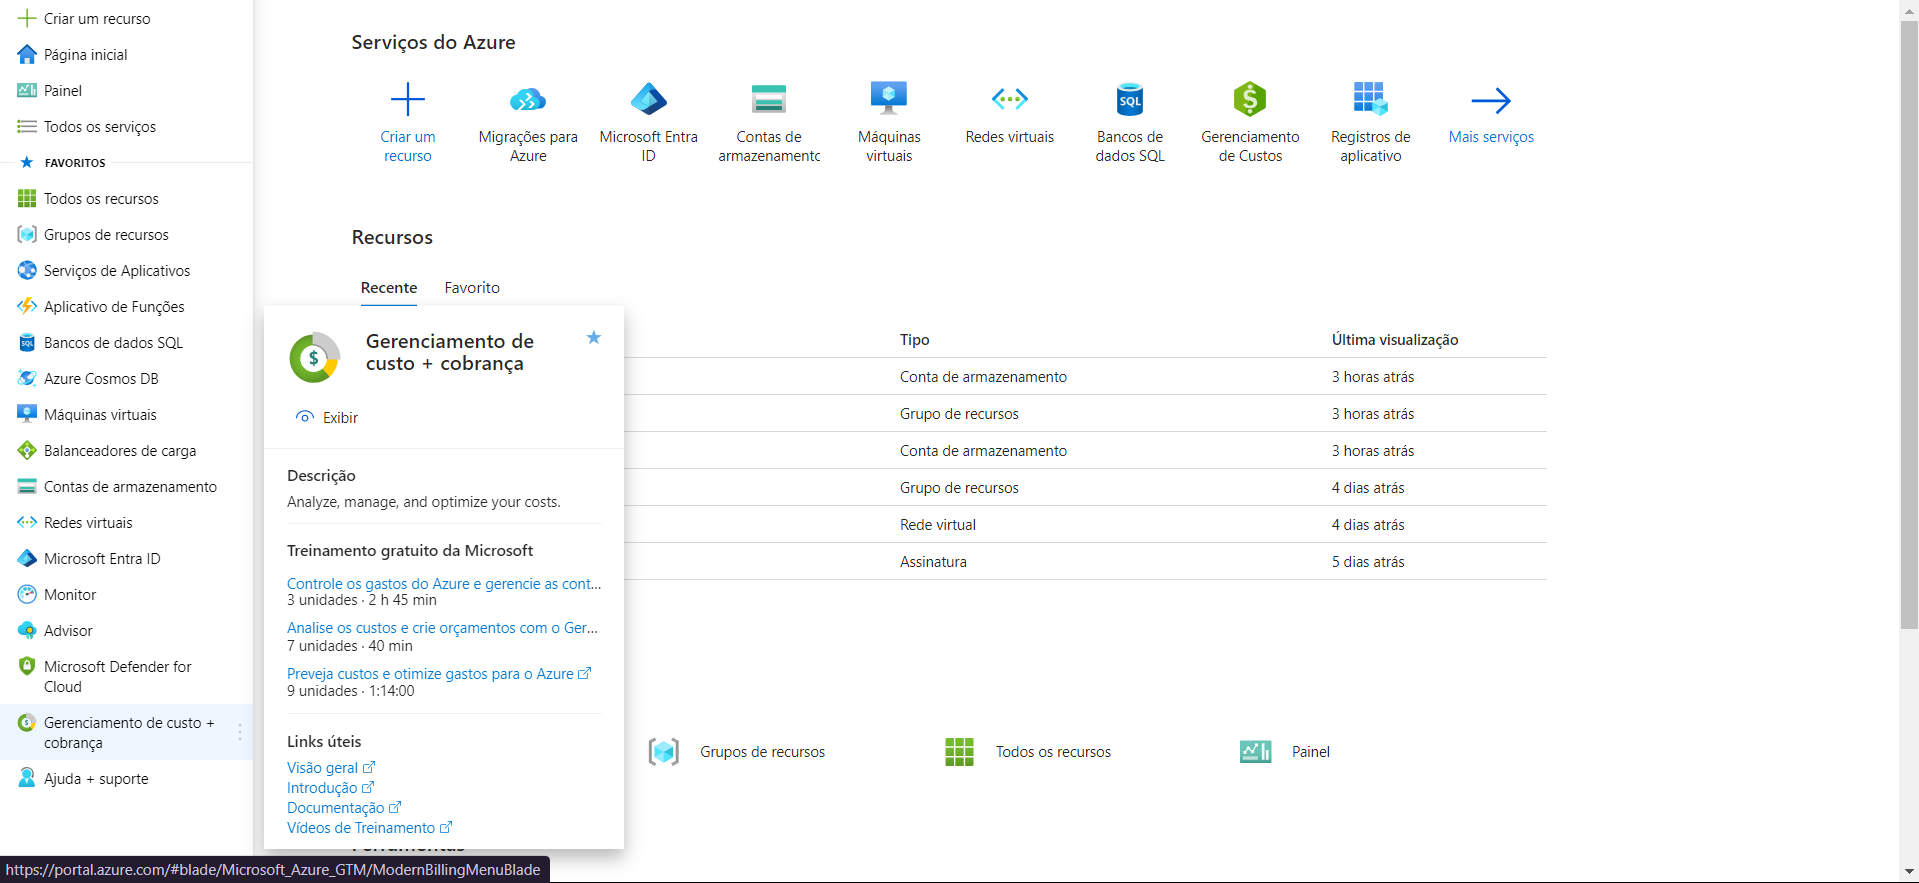 Criar um recurso
Página inicial
Painel
Todos os serviços
FAVORITOS
Todos os recursos
Grupos de recursos
Serviços de Aplicativos
Aplicativo de Funções
Bancos de dados SQL
Azure Cosmos DB
Máquinas virtuais
Balanceadores de carga
Contas de armazenamento
Redes virtuais
Microsoft Entra ID
Monitor
Advisor
Microsoft Defender for
Cloud
Gerenciamento de custo +
cobrança
Ajuda + suporte
Serviços do Azure
Criar um
recurso
Migrações para
Azure
Microsoft Entra
ID
Contas de
armazenamento
Máquinas
virtuais
Redes virtuais
SQL
Bancos de
dados SQL
Gerenciamento
de Custos
Registros de
aplicativo
Mais serviços
Recursos
Recente
Favorito
Tipo
Última visualização
Conta de armazenamento
3 horas atrás
Grupo de recursos
3 horas atrás
Conta de armazenamento
3 horas atrás
Grupo de recursos
4 dias atrás
Rede virtual
4 dias atrás
Assinatura
5 dias atrás
Gerenciamento de
custo + cobrança
Exibir
Descrição
Analyze, manage, and optimize your costs.
Treinamento gratuito da Microsoft
Controle os gastos do Azure e gerencie as cont...
3 unidades · 2 h 45 min
Analise os custos e crie orçamentos com o Ger...
7 unidades · 40 min
Preveja custos e otimize gastos para o Azure
9 unidades · 1:14:00
Links úteis
Visão geral
Introdução
Documentação
Vídeos de Treinamento
Grupos de recursos
Todos os recursos
Painel
Ferramentas
https://portal.azure.com/#blade/Microsoft_Azure_GTM/ModernBillingMenuBlade